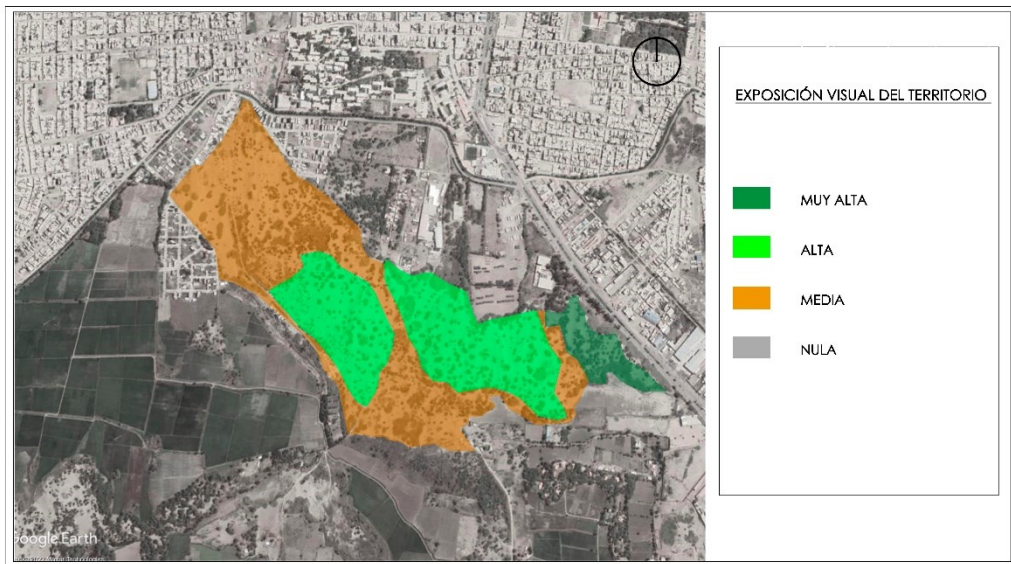 EXPOSICIÓN VISUAL DEL TERRITORIO
MUY ALTA
ALTA
MEDIA
NULA
Google Earth